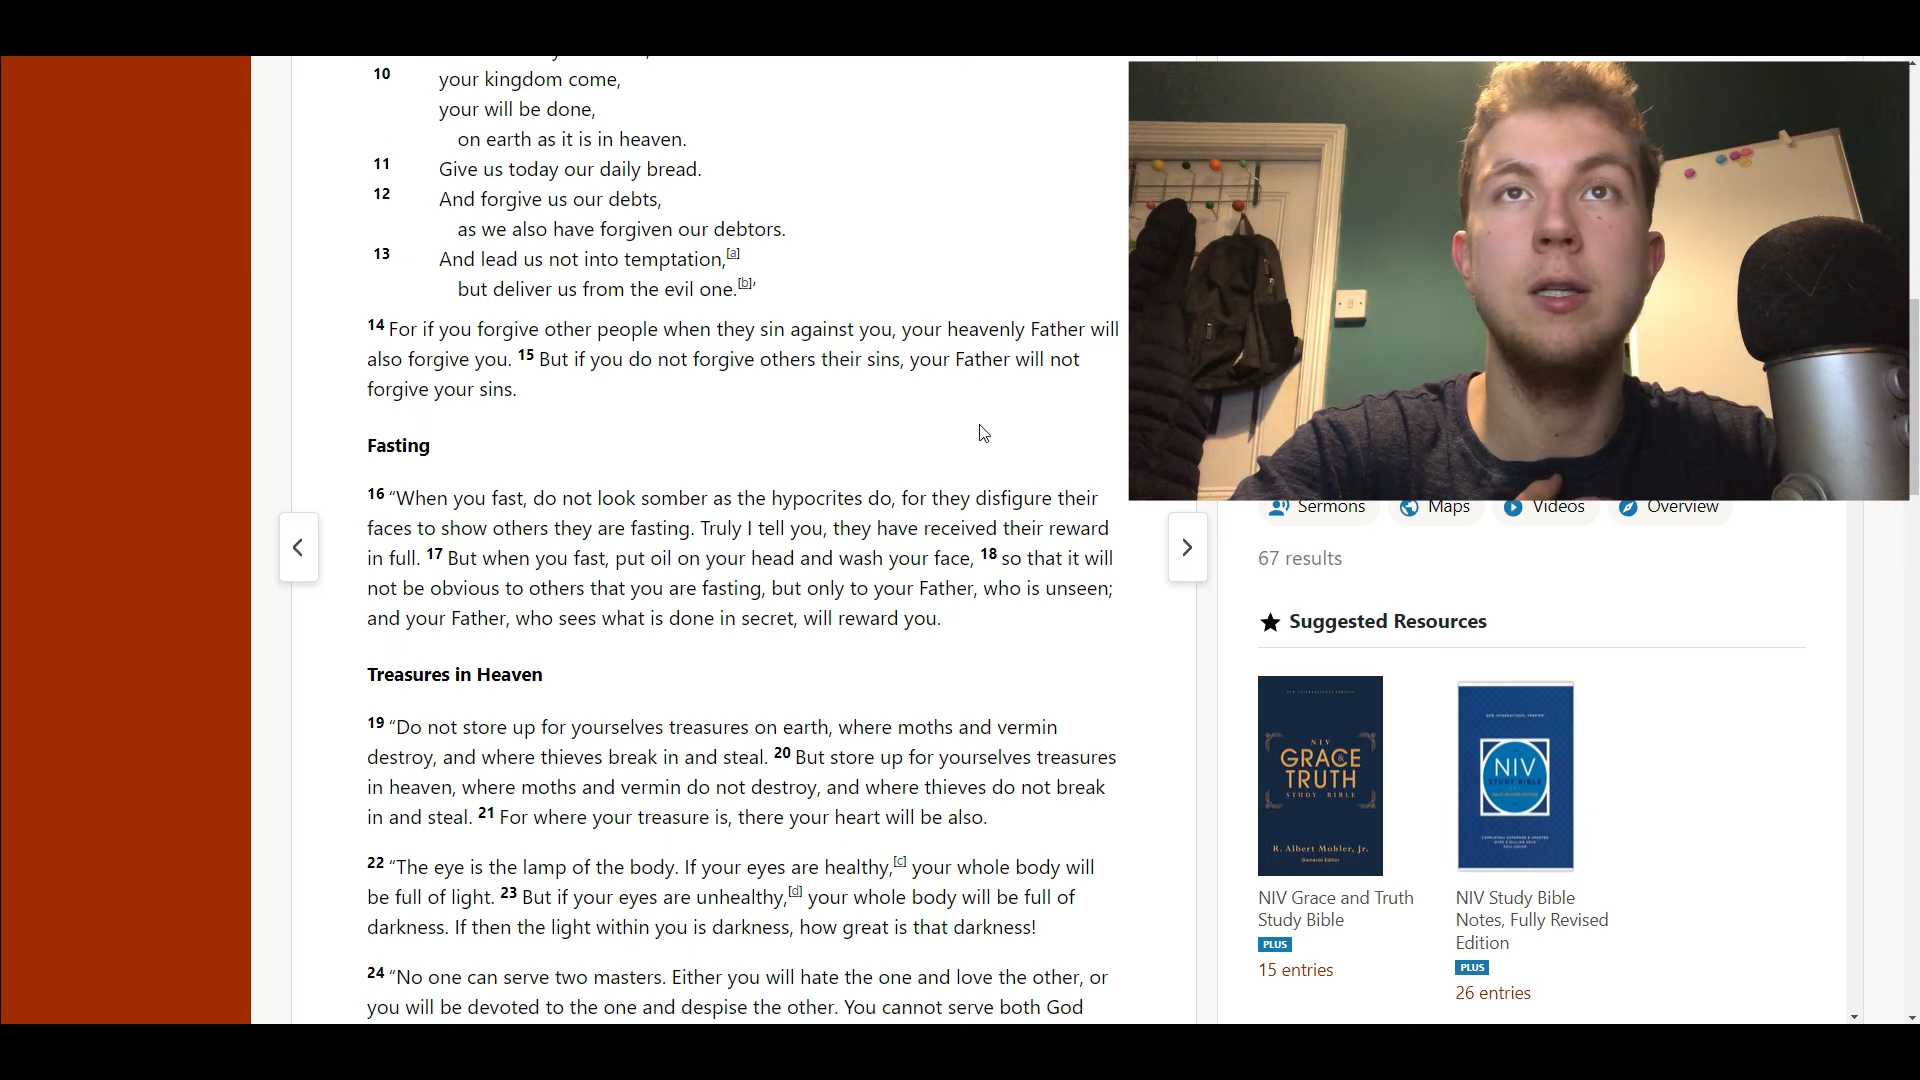 10 your kingdom come,
your will be done,
on earth as it is in heaven.
11 Give us today our daily bread.
12 And forgive us our debts,
as we also have forgiven our debtors.
13 And lead us not into temptation,[a]
but deliver us from the evil one.[b]’
14 For if you forgive other people when they sin against you, your heavenly Father will
also forgive you. 15 But if you do not forgive others their sins, your Father will not
forgive your sins.
Fasting
16 “When you fast, do not look somber as the hypocrites do, for they disfigure their
faces to show others they are fasting. Truly I tell you, they have received their reward
in full. 17 But when you fast, put oil on your head and wash your face, 18 so that it will
not be obvious to others that you are fasting, but only to your Father, who is unseen;
and your Father, who sees what is done in secret, will reward you.
Treasures in Heaven
19 “Do not store up for yourselves treasures on earth, where moths and vermin
destroy, and where thieves break in and steal. 20 But store up for yourselves treasures
in heaven, where moths and vermin do not destroy, and where thieves do not break
in and steal. 21 For where your treasure is, there your heart will be also.
22 “The eye is the lamp of the body. If your eyes are healthy,[c] your whole body will
be full of light. 23 But if your eyes are unhealthy,[d] your whole body will be full of
darkness. If then the light within you is darkness, how great is that darkness!
24 “No one can serve two masters. Either you will hate the one and love the other, or
you will be devoted to the one and despise the other. You cannot serve both God
Sermons Maps Videos Overview
67 results
Suggested Resources
NIV
GRACE &
TRUTH
STUDY BIBLE
R. Albert Mohler, Jr.
General Editor
NIV Grace and Truth
Study Bible
PLUS
15 entries
NIV
STUDY BIBLE
NIV Study Bible
Notes, Fully Revised
Edition
PLUS
26 entries